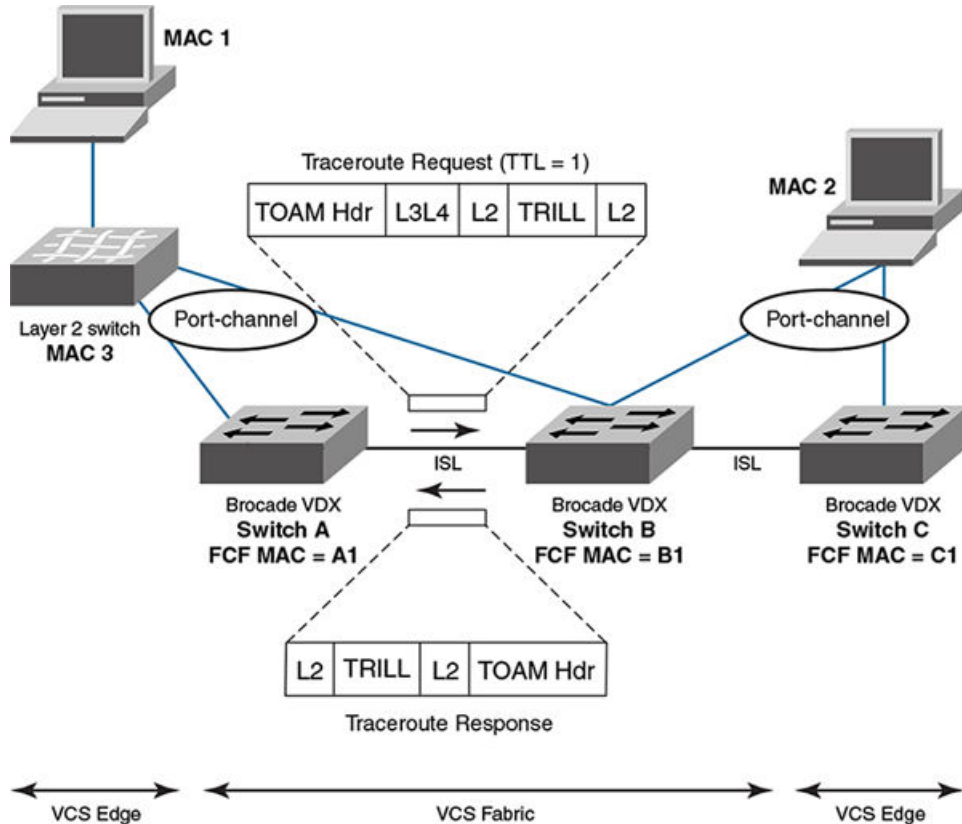 MAC 1
Traceroute Request (TTL = 1)
TOAM Hdr L3L4 L2 TRILL L2
MAC 2
Layer 2 switch
MAC 3
Port-channel
Port-channel
ISL
ISL
Brocade VDX
Switch A
FCF MAC = A1
Brocade VDX
Switch B
FCF MAC = B1
Brocade VDX
Switch C
FCF MAC = C1
L2 TRILL L2 TOAM Hdr
Traceroute Response
VCS Edge
VCS Fabric
VCS Edge